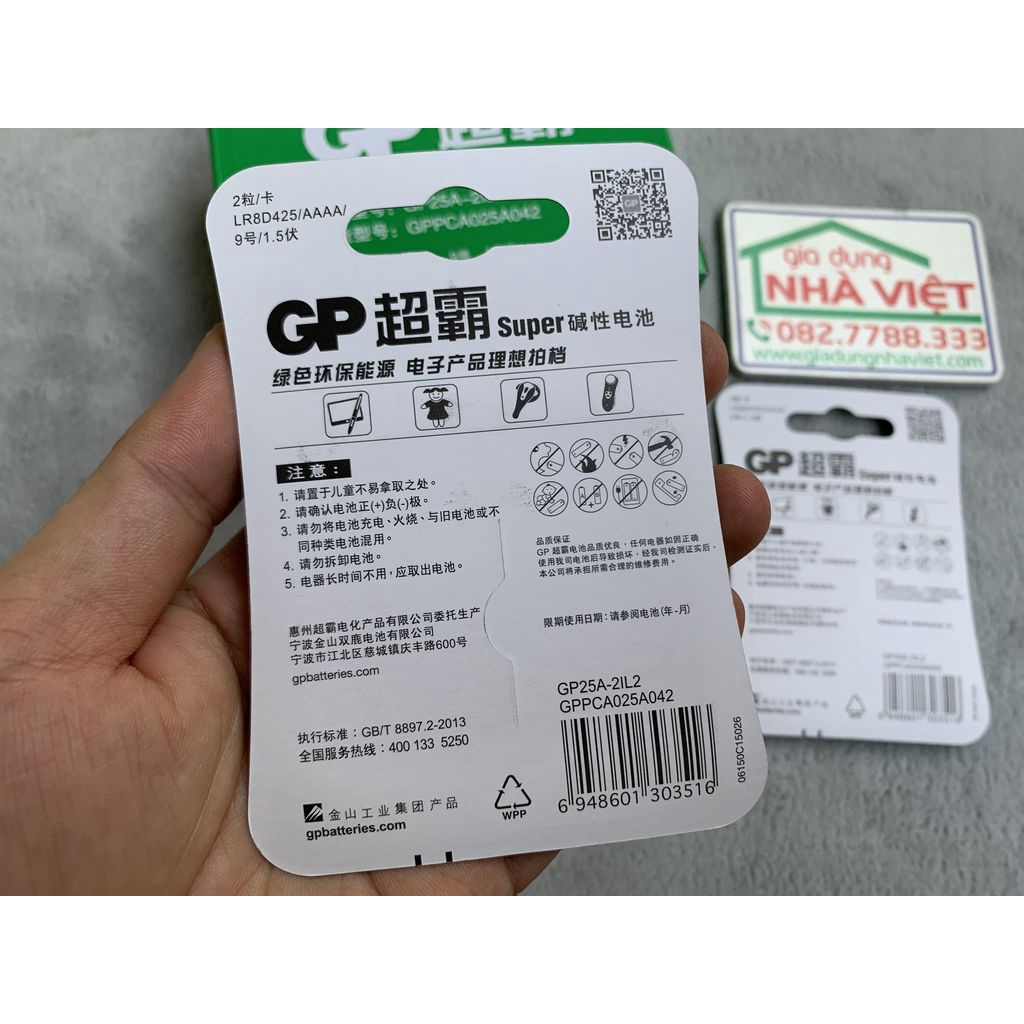 GP超霸
2粒/卡
LR8D425/AAAA/
9号/1.5伏
型号: GPPCA025A042
GP
GP超霸 Super 碱性电池
绿色环保能源 电子产品理想拍档
注意:
1. 请置于儿童不易拿取之处。
2. 请确认电池正(+)负(-)极。
3. 请勿将电池充电、火烧、与旧电池或不
同种类电池混用。
4. 请勿拆卸电池。
5. 电器长时间不用,应取出电池。
品质保证
GP 超霸电池品质优良,任何电器如因正确
使用我司电池后导致损坏,经我司检测证实后,
本公司将承担所需合理的维修费用。
限期使用日期:请参阅电池(年-月)
惠州超霸电化产品有限公司委托生产
宁波金山双鹿电池有限公司
宁波市江北区慈城镇庆丰路600号
gpbatteries.com
GP25A-2IL2
GPPCA025A042
执行标准:GB/T 8897.2-2013
全国服务热线:400 133 5250
6 948601 303516
06150C15026
金山工业集团产品
gpbatteries.com
WPP
gia dụng
NHÀ VIỆT
082.7788.333
www.giadungnhaviet.com
GP超霸 Super 碱性电池